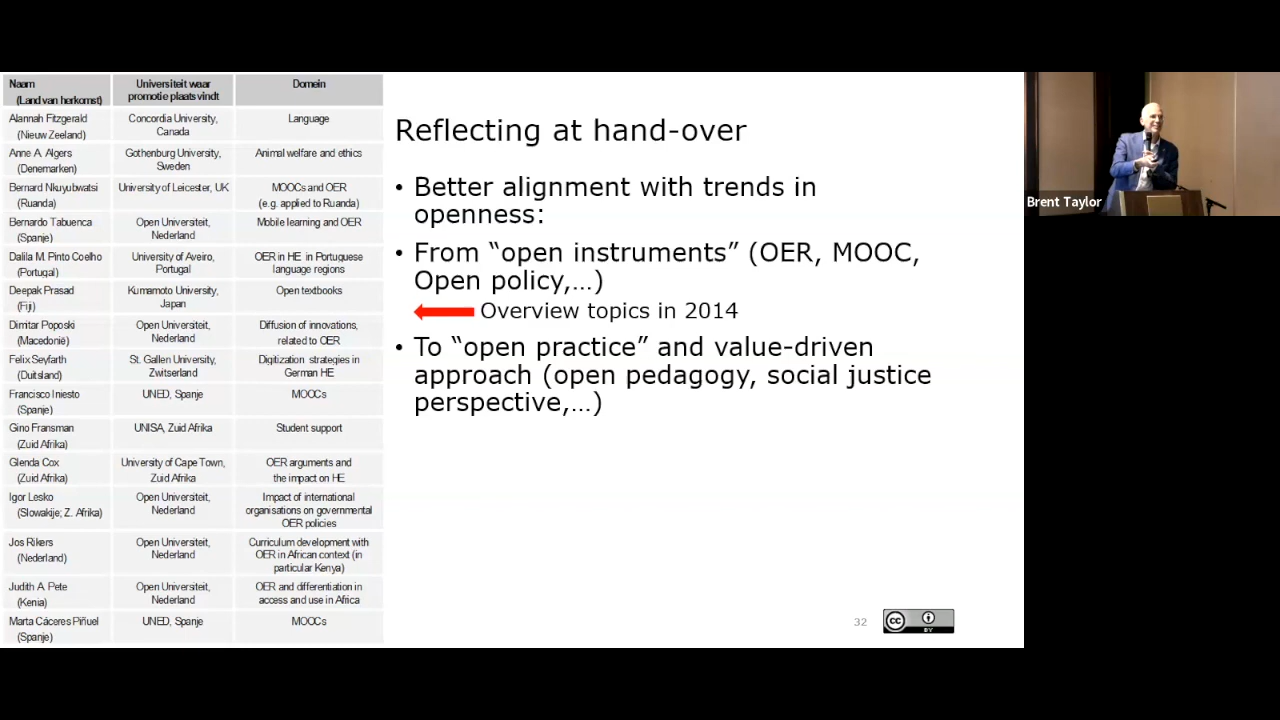 Naam
(Land van herkomst)
Universiteit waar
promotie plaatsvindt
Domein
Alannah Fitzgerald
(Nieuw Zeeland)
Concordia University,
Canada
Language
Anne A. Algers
(Denemarken)
Gothenburg University,
Sweden
Animal welfare and ethics
Bernard Nkuyubwatsi
(Ruanda)
University of Leicester, UK
MOOCs and OER
(e.g. applied to Ruanda)
Bernardo Tabuenca
(Spanje)
Open Universiteit,
Nederland
Mobile learning and OER
Dalila M. Pinto Coelho
(Portugal)
University of Aveiro,
Portugal
OER in HE in Portuguese
language regions
Deepak Prasad
(Fiji)
Kumamoto University,
Japan
Open textbooks
Dimitar Poposki
(Macedonië)
Open Universiteit,
Nederland
Diffusion of innovations,
related to OER
Felix Seyfarth
(Duitsland)
St. Gallen University,
Zwitserland
Digitization strategies in
German HE
Francisco Iniesto
(Spanje)
UNED, Spanje
MOOCs
Gino Fransman
(Zuid Afrika)
UNISA, Zuid Afrika
Student support
Glenda Cox
(Zuid Afrika)
University of Cape Town,
Zuid Afrika
OER arguments and
the impact on HE
Igor Lesko
(Slowakije; Z. Afrika)
Open Universiteit,
Nederland
Impact of international
organisations on governmental
OER policies
Jos Rikers
(Nederland)
Open Universiteit,
Nederland
Curriculum development with
OER in African context (in
particular Kenya)
Judith A. Pete
(Kenia)
Open Universiteit,
Nederland
OER and differentiation in
access and use in Africa
Marta Cáceres Piñuel
(Spanje)
UNED, Spanje
MOOCs
Reflecting at hand-over
• Better alignment with trends in
openness:
• From “open instruments” (OER, MOOC,
Open policy,…)
Overview topics in 2014
• To “open practice” and value-driven
approach (open pedagogy, social justice
perspective,…)
32
CC
BY
Brent Taylor